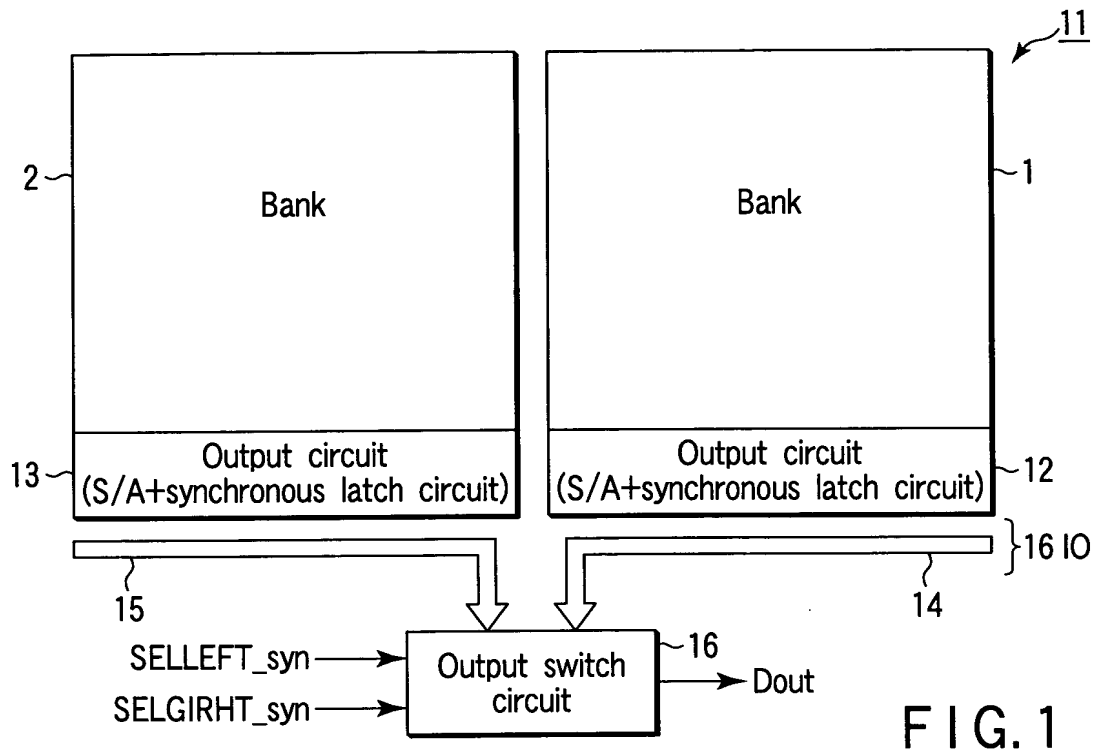 11
2
Bank
Bank
1
13
Output circuit
(S/A+synchronous latch circuit)
Output circuit
(S/A+synchronous latch circuit)
12
16 IO
15
14
SELLEFT_syn
SELGIRHT_syn
Output switch
circuit
16
Dout
FIG.1